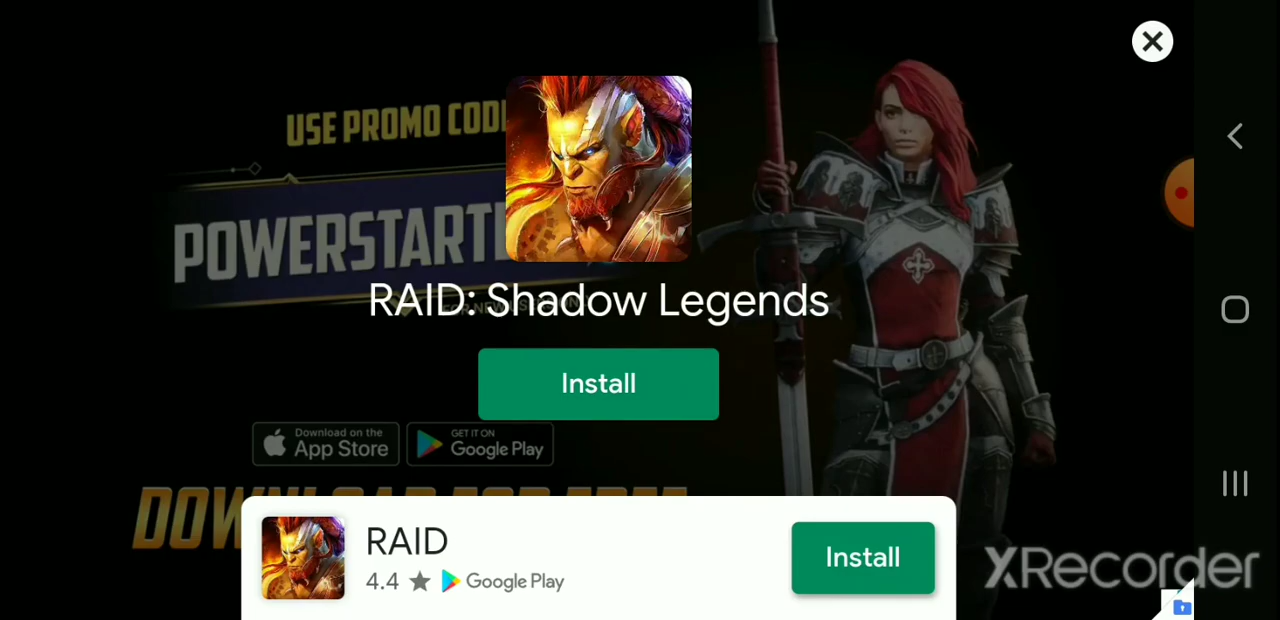 USE PROMO COD
POWERSTART
RAID: Shadow Legends
Install
Download on the
App Store
GET IT ON
Google Play
RAID
4.4 ★ Google Play
Install
XRecorder